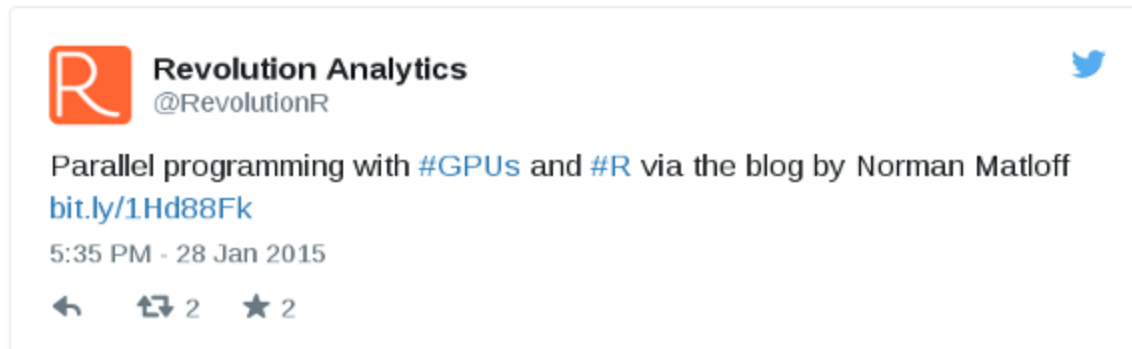 R
Revolution Analytics
@RevolutionR
Parallel programming with #GPUs and #R via the blog by Norman Matloff
bit.ly/1Hd88Fk
5:35 PM - 28 Jan 2015
2 2